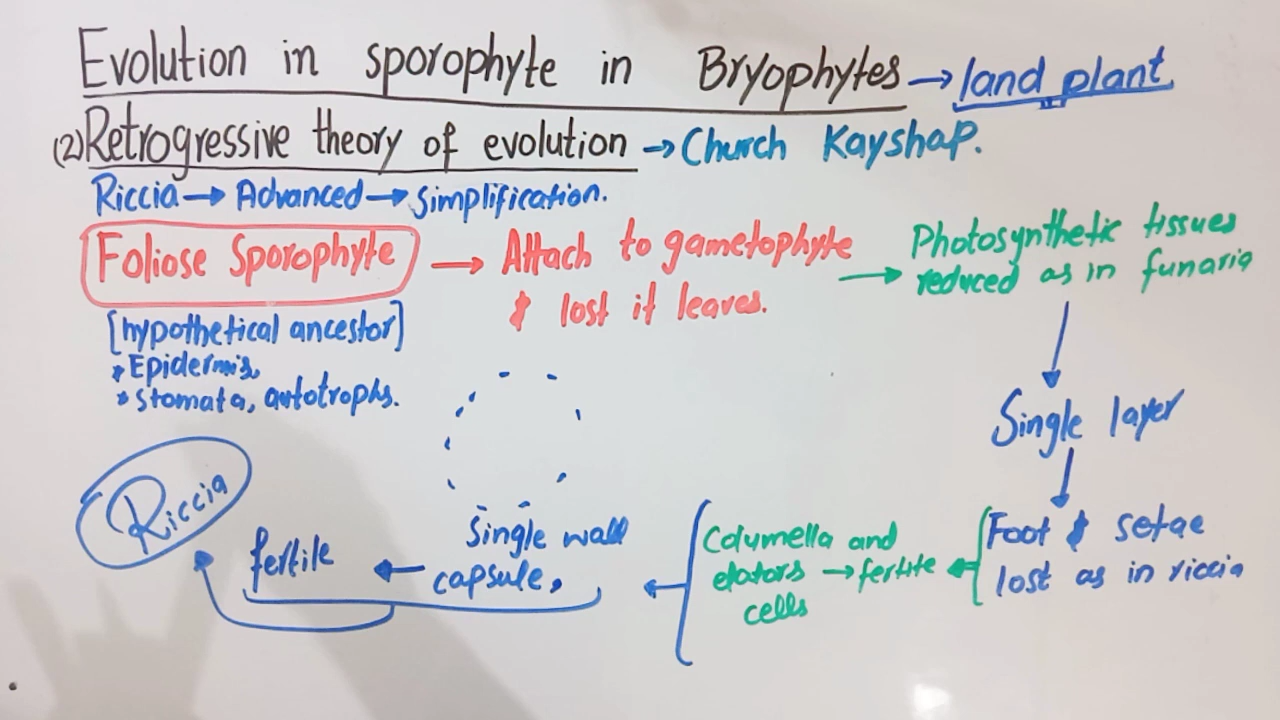 Evolution in sporophyte in Bryophytes → land plant
(2) Retrogressive theory of evolution → Church Kayshap.
Riccia → Advanced → simplification.
Foliose Sporophyte → Attach to gametophyte
& lost it leaves.
→ Photosynthetic tissues
reduced as in funaria
[hypothetical ancestor]
* Epidermis,
* Stomata, autotrophs.
Single layer
Foot & setae
lost as in riccia
Columella and
elators → fertite
cells
Single wall
capsule,
fertile
Riccia